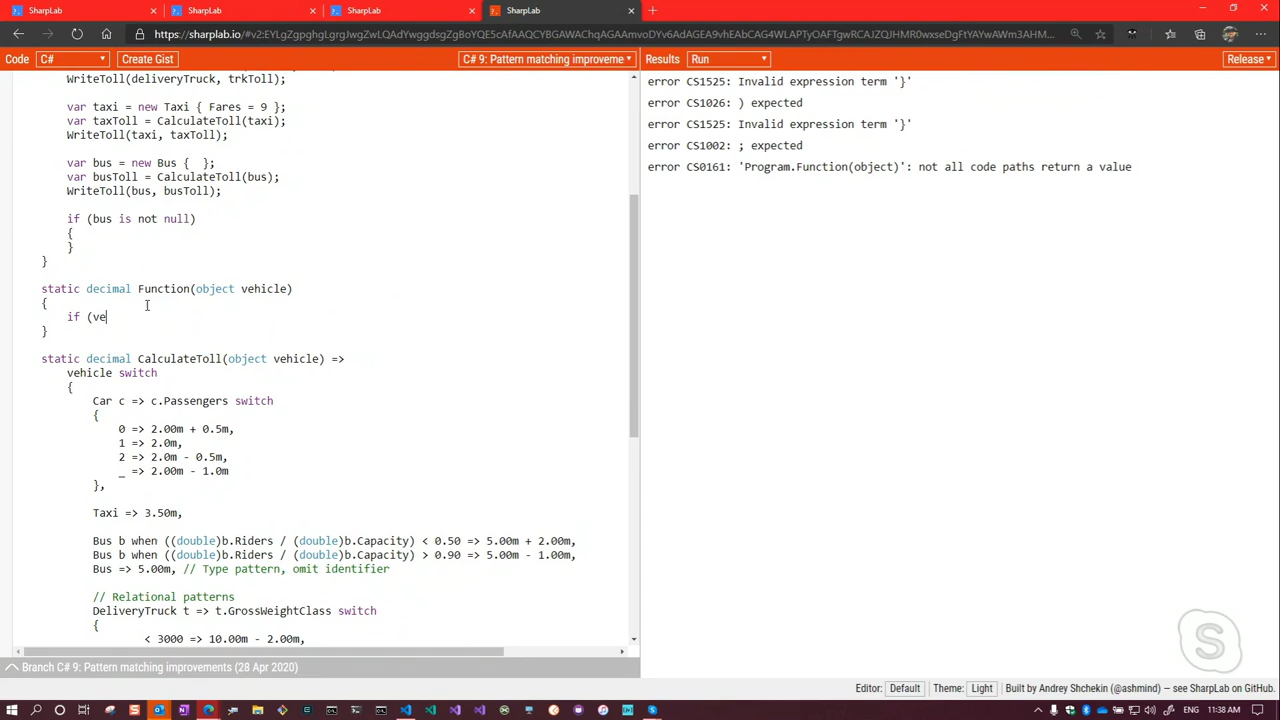 SharpLab
SharpLab
SharpLab
SharpLab
Code
C#
Create Gist
C# 9: Pattern matching improveme
Results
Run
Release
WriteToll(deliveryTruck, trkToll);
var taxi = new Taxi { Fares = 9 };
var taxToll = CalculateToll(taxi);
WriteToll(taxi, taxToll);
var bus = new Bus {  };
var busToll = CalculateToll(bus);
WriteToll(bus, busToll);
if (bus is not null)
{
}
}
static decimal Function(object vehicle)
{
if (ve
}
static decimal CalculateToll(object vehicle) =>
vehicle switch
{
Car c => c.Passengers switch
{
0 => 2.00m + 0.5m,
1 => 2.0m,
2 => 2.0m - 0.5m,
_ => 2.00m - 1.0m
},
Taxi => 3.50m,
Bus b when ((double)b.Riders / (double)b.Capacity) < 0.50 => 5.00m + 2.00m,
Bus b when ((double)b.Riders / (double)b.Capacity) > 0.90 => 5.00m - 1.00m,
Bus => 5.00m, // Type pattern, omit identifier
// Relational patterns
DeliveryTruck t => t.GrossWeightClass switch
{
< 3000 => 10.00m - 2.00m,
error CS1525: Invalid expression term '}'
error CS1026: ) expected
error CS1525: Invalid expression term '}'
error CS1002: ; expected
error CS0161: 'Program.Function(object)': not all code paths return a value
Branch C# 9: Pattern matching improvements (28 Apr 2020)
Editor: Default Theme: Light Built by Andrey Shchekin (@ashmind) — see SharpLab on GitHub.
ENG 11:38 AM